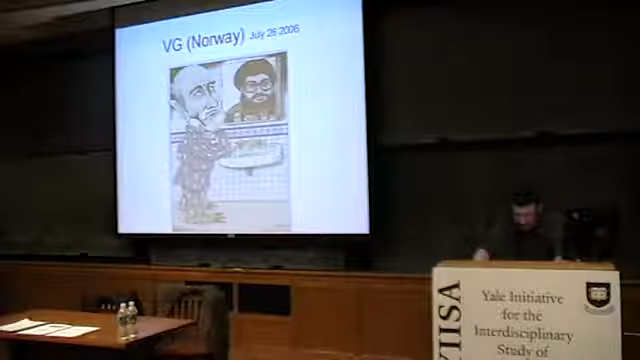 VG (Norway) July 26 2006
YIISA
Yale Initiative
for the
Interdisciplinary
Study of